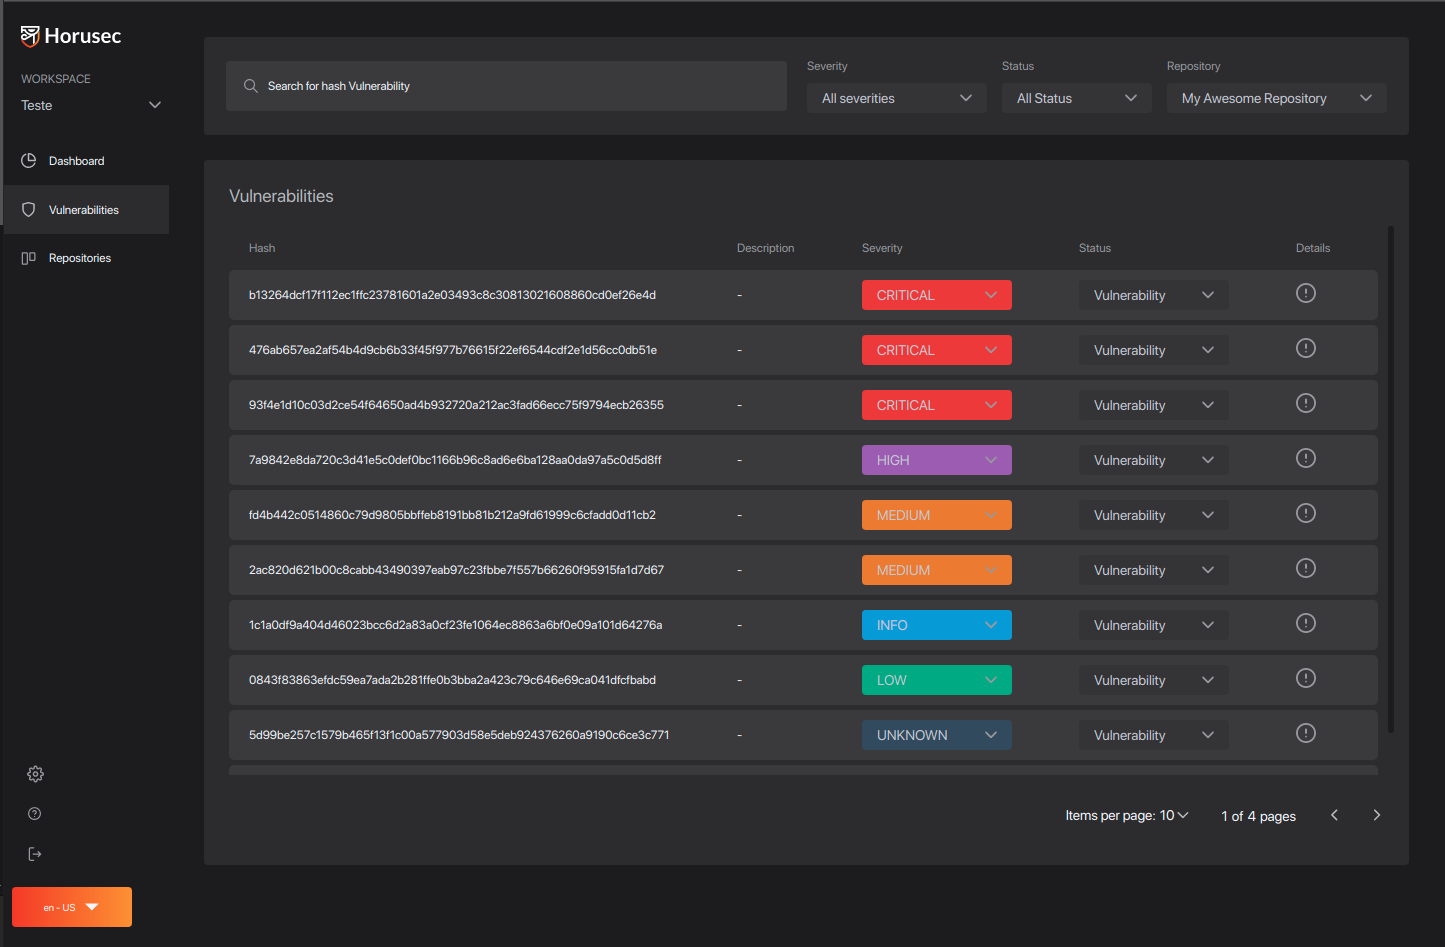 Horusec
WORKSPACE
Teste
Dashboard
Vulnerabilities
Repositories
en - US
Search for hash Vulnerability
Severity
All severities
Status
All Status
Repository
My Awesome Repository
Vulnerabilities
Hash Description Severity Status Details
b13264dcf17f112ec1ffc23781601a2e03493c8c30813021608860cd0ef26e4d - CRITICAL Vulnerability
476ab657ea2af54b4d9cb6b33f45f977b76615f22ef6544cdf2e1d56cc0db51e - CRITICAL Vulnerability
93f4e1d10c03d2ce54f64650ad4b932720a212ac3fad66ecc75f9794ecb26355 - CRITICAL Vulnerability
7a9842e8da720c3d41e5c0def0bc1166b96c8ad6e6ba128aa0da97a5c0d5d8ff - HIGH Vulnerability
fd4b442c0514860c79d9805bbffeb8191bb81b212a9fd61999c6cfadd0d11cb2 - MEDIUM Vulnerability
2ac820d621b00c8cabb43490397eab97c23fbbe7f557b66260f95915fa1d7d67 - MEDIUM Vulnerability
1c1a0df9a404d46023bcc6d2a83a0cf23fe1064ec8863a6bf0e09a101d64276a - INFO Vulnerability
0843f83863efdc59ea7ada2b281ffe0b3bba2a423c79c646e69ca041dfcfbabd - LOW Vulnerability
5d99be257c1579b465f13f1c00a577903d58e5deb924376260a9190c6ce3c771 - UNKNOWN Vulnerability
Items per page: 10 1 of 4 pages